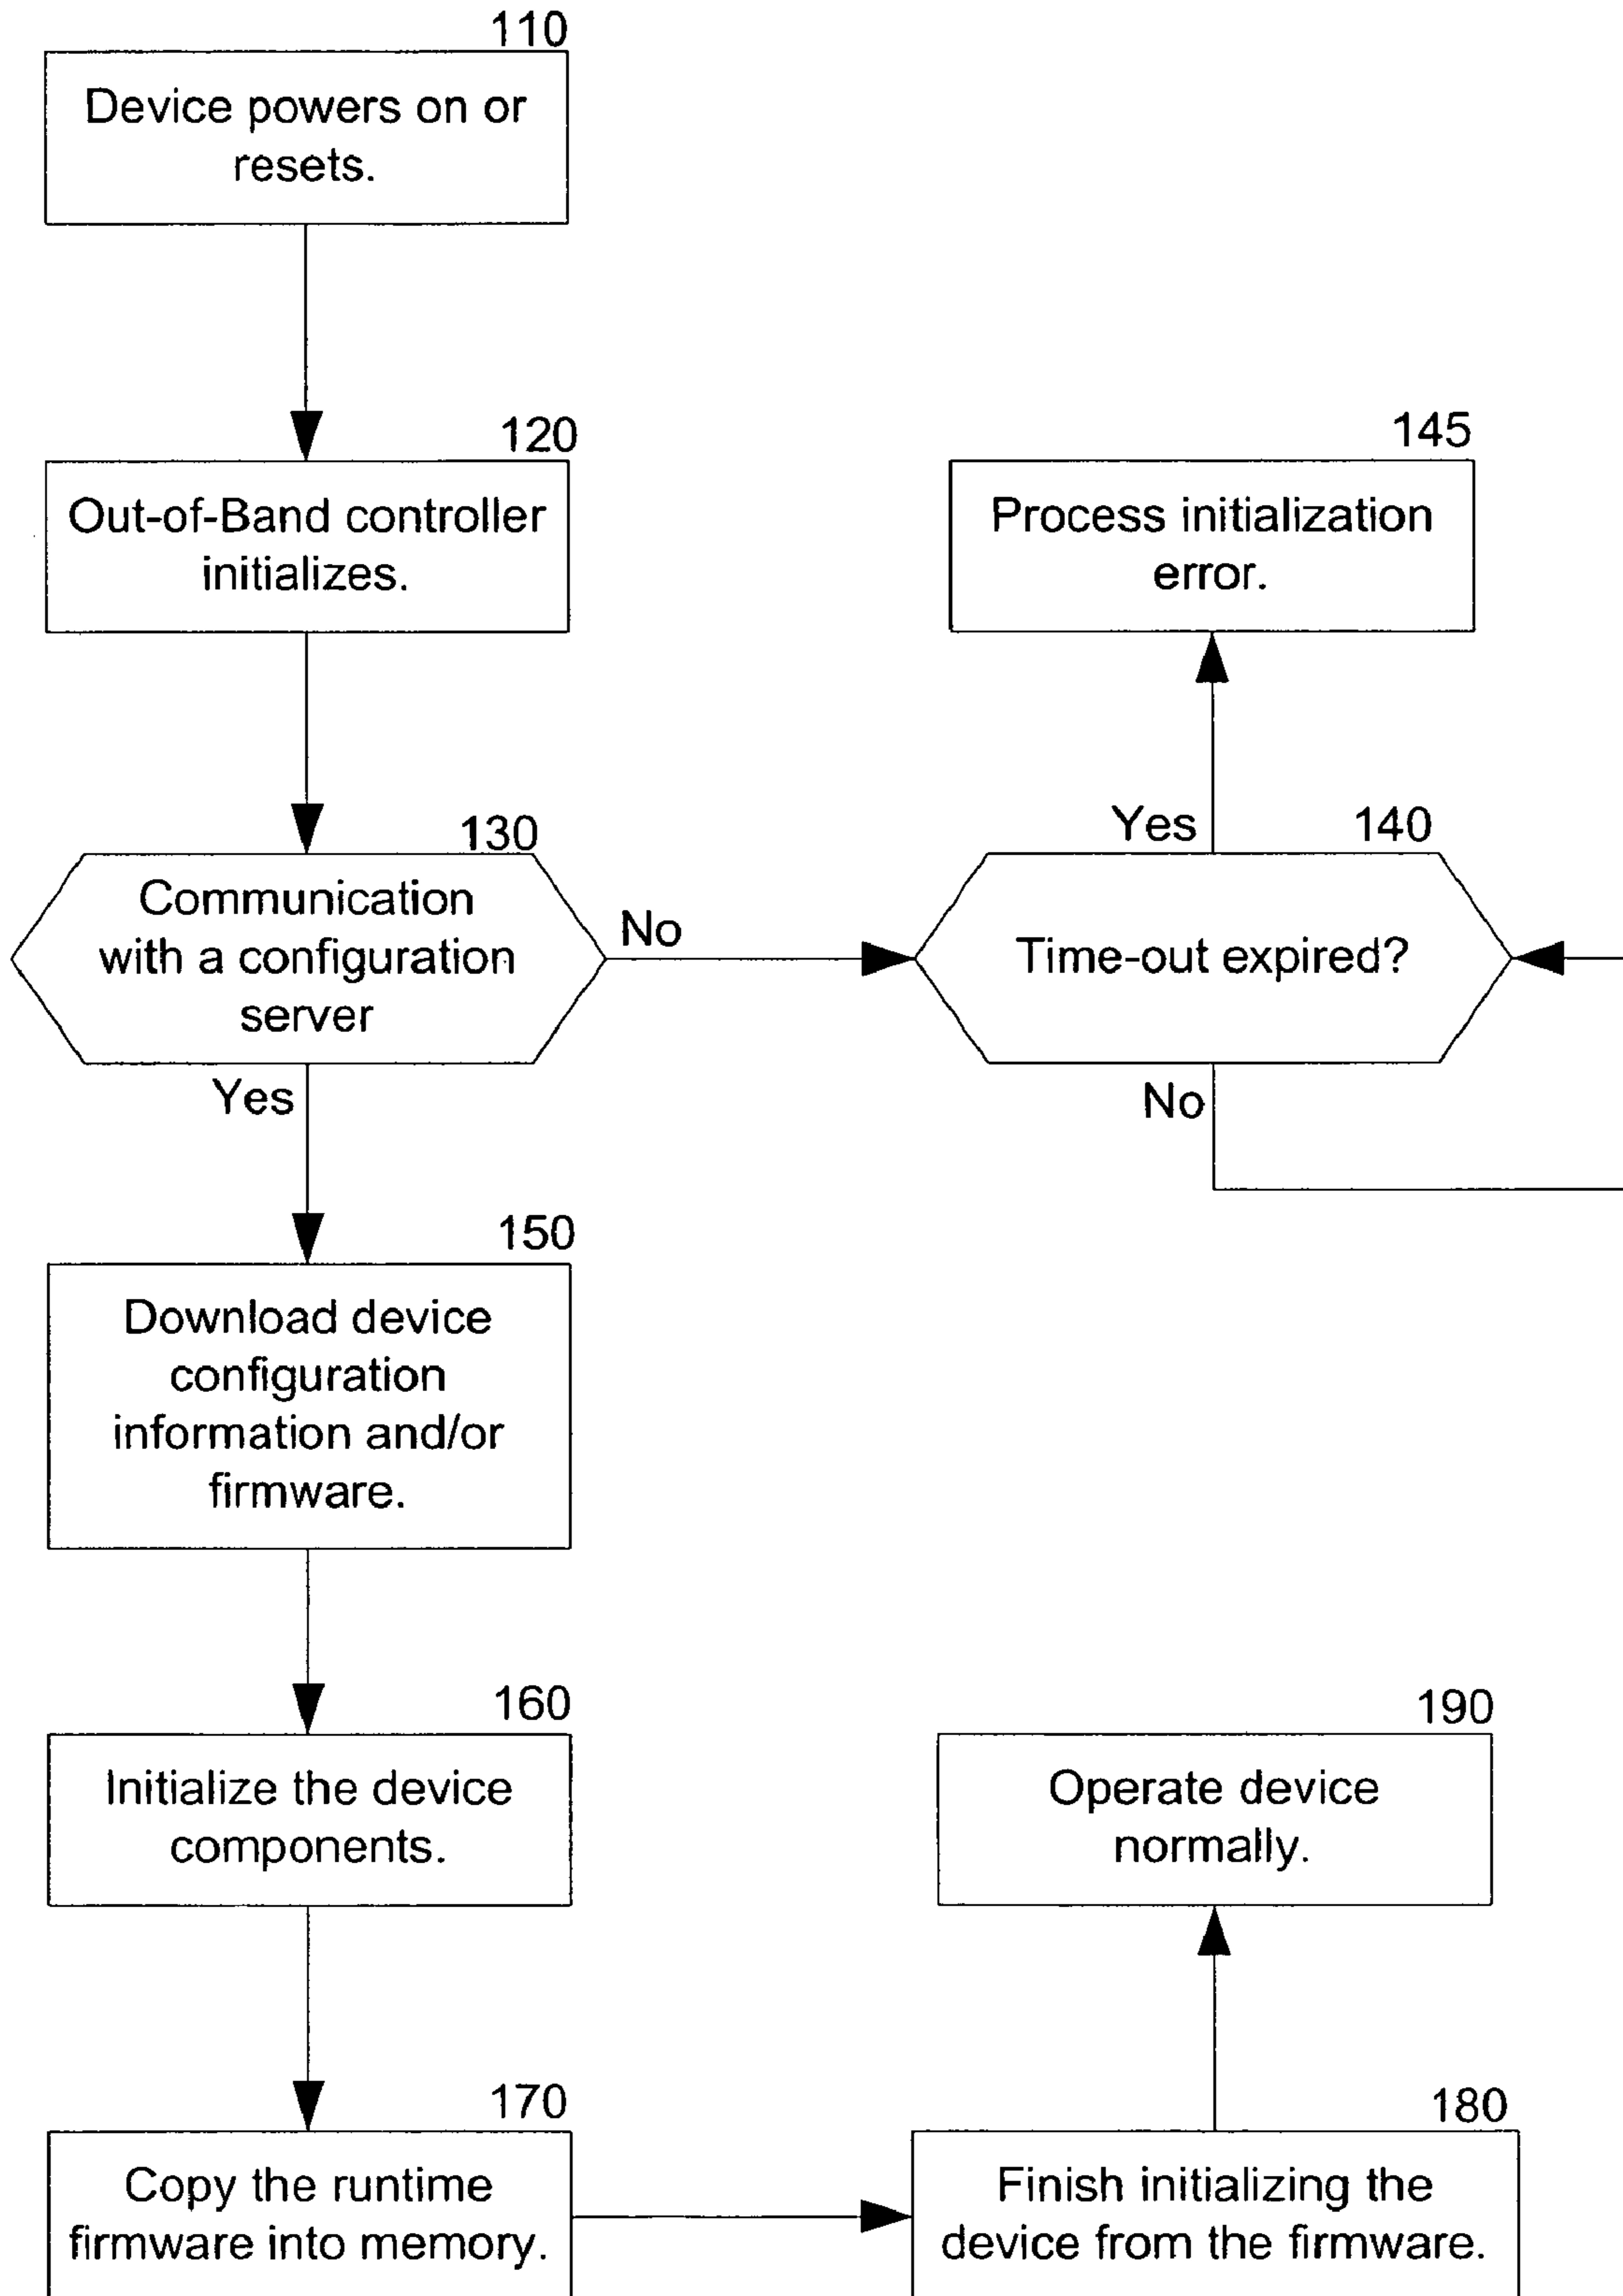 110
Device powers on or
resets.
120
Out-of-Band controller
initializes.
145
Process initialization
error.
130
Communication
with a configuration
server
No
Yes
140
Time-out expired?
Yes
No
150
Download device
configuration
information and/or
firmware.
160
Initialize the device
components.
190
Operate device
normally.
170
Copy the runtime
firmware into memory.
180
Finish initializing the
device from the firmware.